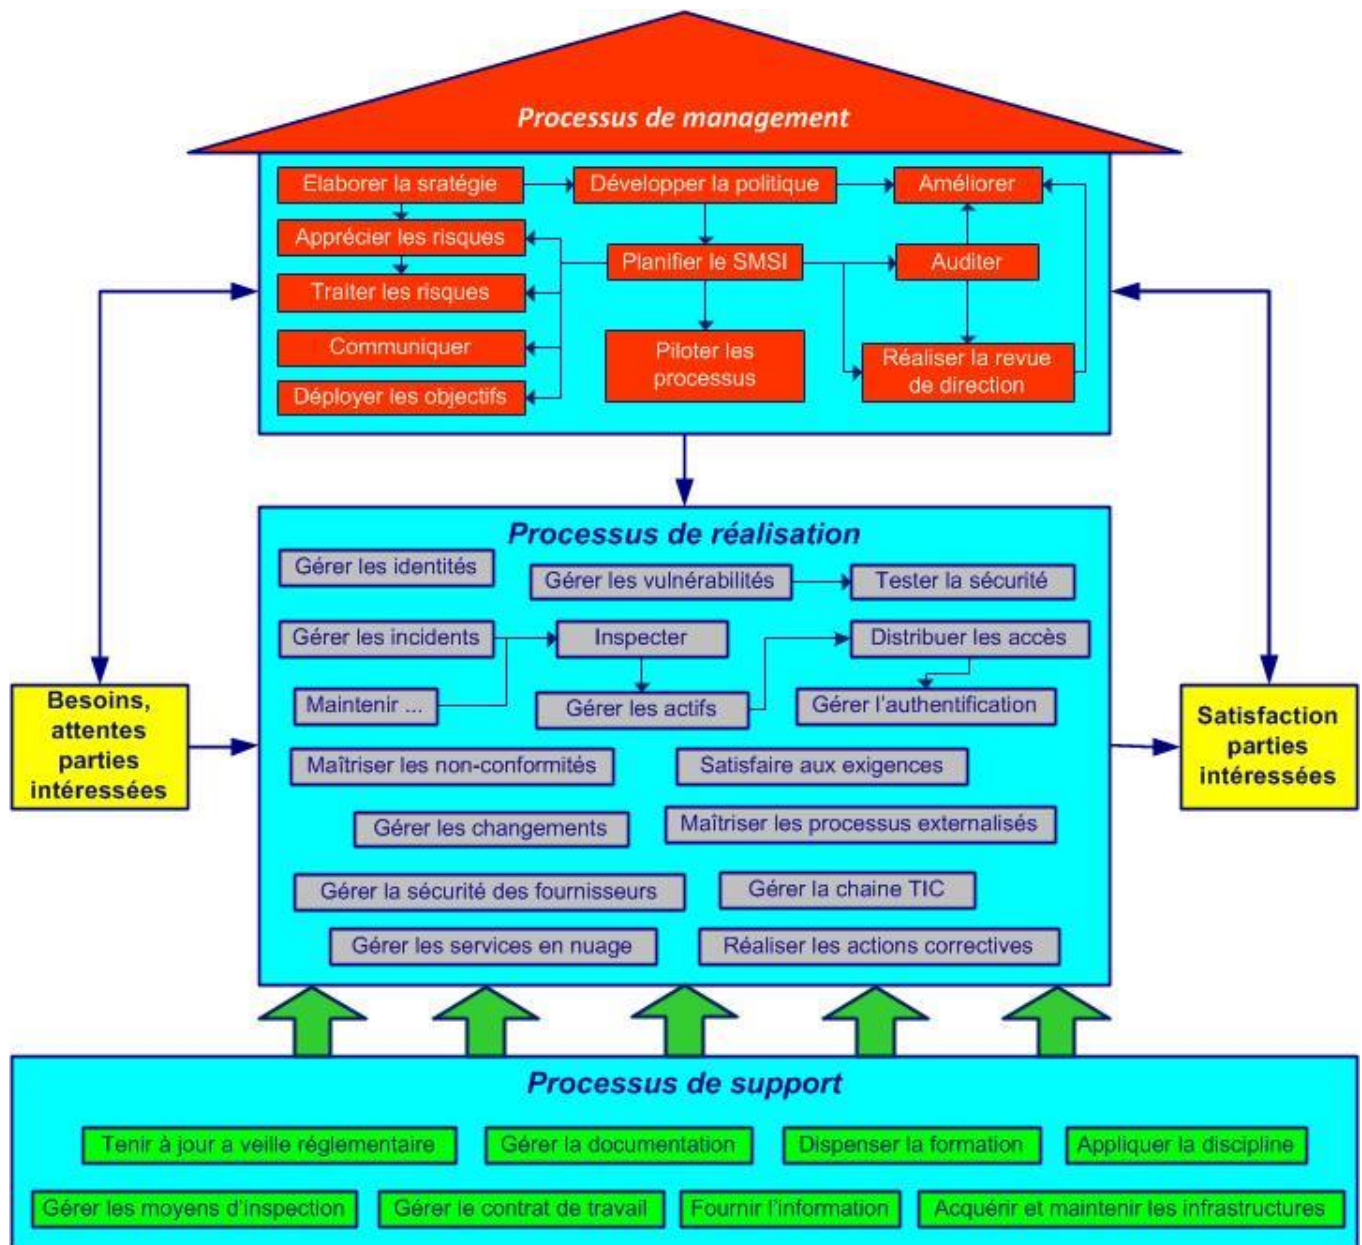 Processus de management
Elaborer la sratégie
Développer la politique
Améliorer
Apprécier les risques
Planifier le SMSI
Auditer
Traiter les risques
Communiquer
Piloter les
processus
Réaliser la revue
de direction
Déployer les objectifs
Processus de réalisation
Gérer les identités
Gérer les vulnérabilités
Tester la sécurité
Gérer les incidents
Inspecter
Distribuer les accès
Maintenir ...
Gérer les actifs
Gérer l'authentification
Besoins,
attentes
parties
intéressées
Satisfaction
parties
intéressées
Maîtriser les non-conformités
Satisfaire aux exigences
Gérer les changements
Maîtriser les processus externalisés
Gérer la sécurité des fournisseurs
Gérer la chaine TIC
Gérer les services en nuage
Réaliser les actions correctives
Processus de support
Tenir à jour a veille réglementaire
Gérer la documentation
Dispenser la formation
Appliquer la discipline
Gérer les moyens d'inspection
Gérer le contrat de travail
Fournir l'information
Acquérir et maintenir les infrastructures